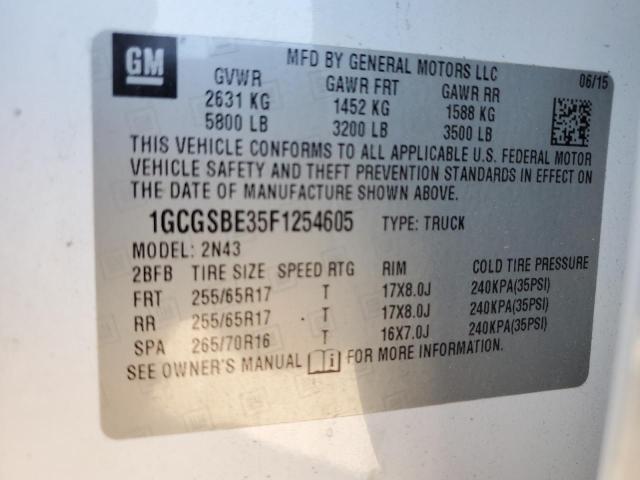 GM
MFD BY GENERAL MOTORS LLC
06/15
GVWR GAWR FRT GAWR RR
2631 KG 1452 KG 1588 KG
5800 LB 3200 LB 3500 LB
THIS VEHICLE CONFORMS TO ALL APPLICABLE U.S. FEDERAL MOTOR
VEHICLE SAFETY AND THEFT PREVENTION STANDARDS IN EFFECT ON
THE DATE OF MANUFACTURE SHOWN ABOVE.
1GCGSBE35F1254605 TYPE: TRUCK
MODEL: 2N43
2BFB TIRE SIZE SPEED RTG RIM COLD TIRE PRESSURE
FRT 255/65R17 T 17X8.0J 240KPA(35PSI)
RR 255/65R17 T 17X8.0J 240KPA(35PSI)
SPA 265/70R16 T 16X7.0J 240KPA(35PSI)
SEE OWNER'S MANUAL i FOR MORE INFORMATION.